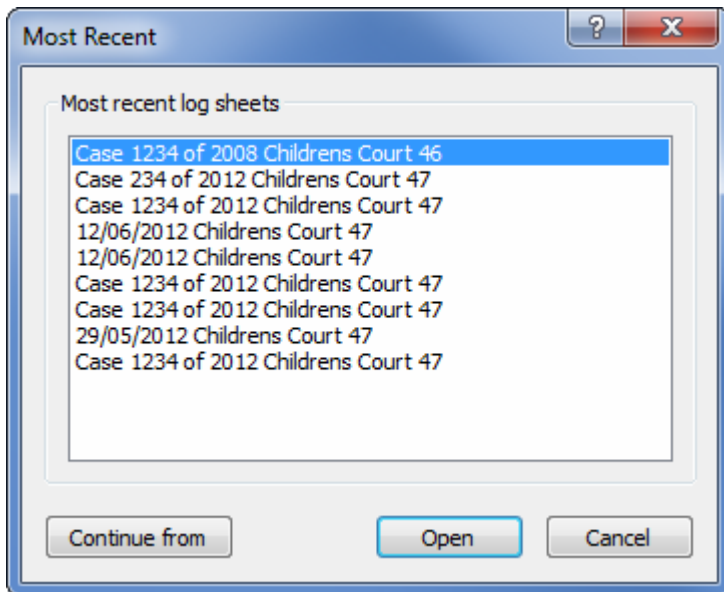 Most Recent
Most recent log sheets
Case 1234 of 2008 Childrens Court 46
Case 234 of 2012 Childrens Court 47
Case 1234 of 2012 Childrens Court 47
12/06/2012 Childrens Court 47
12/06/2012 Childrens Court 47
Case 1234 of 2012 Childrens Court 47
Case 1234 of 2012 Childrens Court 47
29/05/2012 Childrens Court 47
Case 1234 of 2012 Childrens Court 47
Continue from Open Cancel